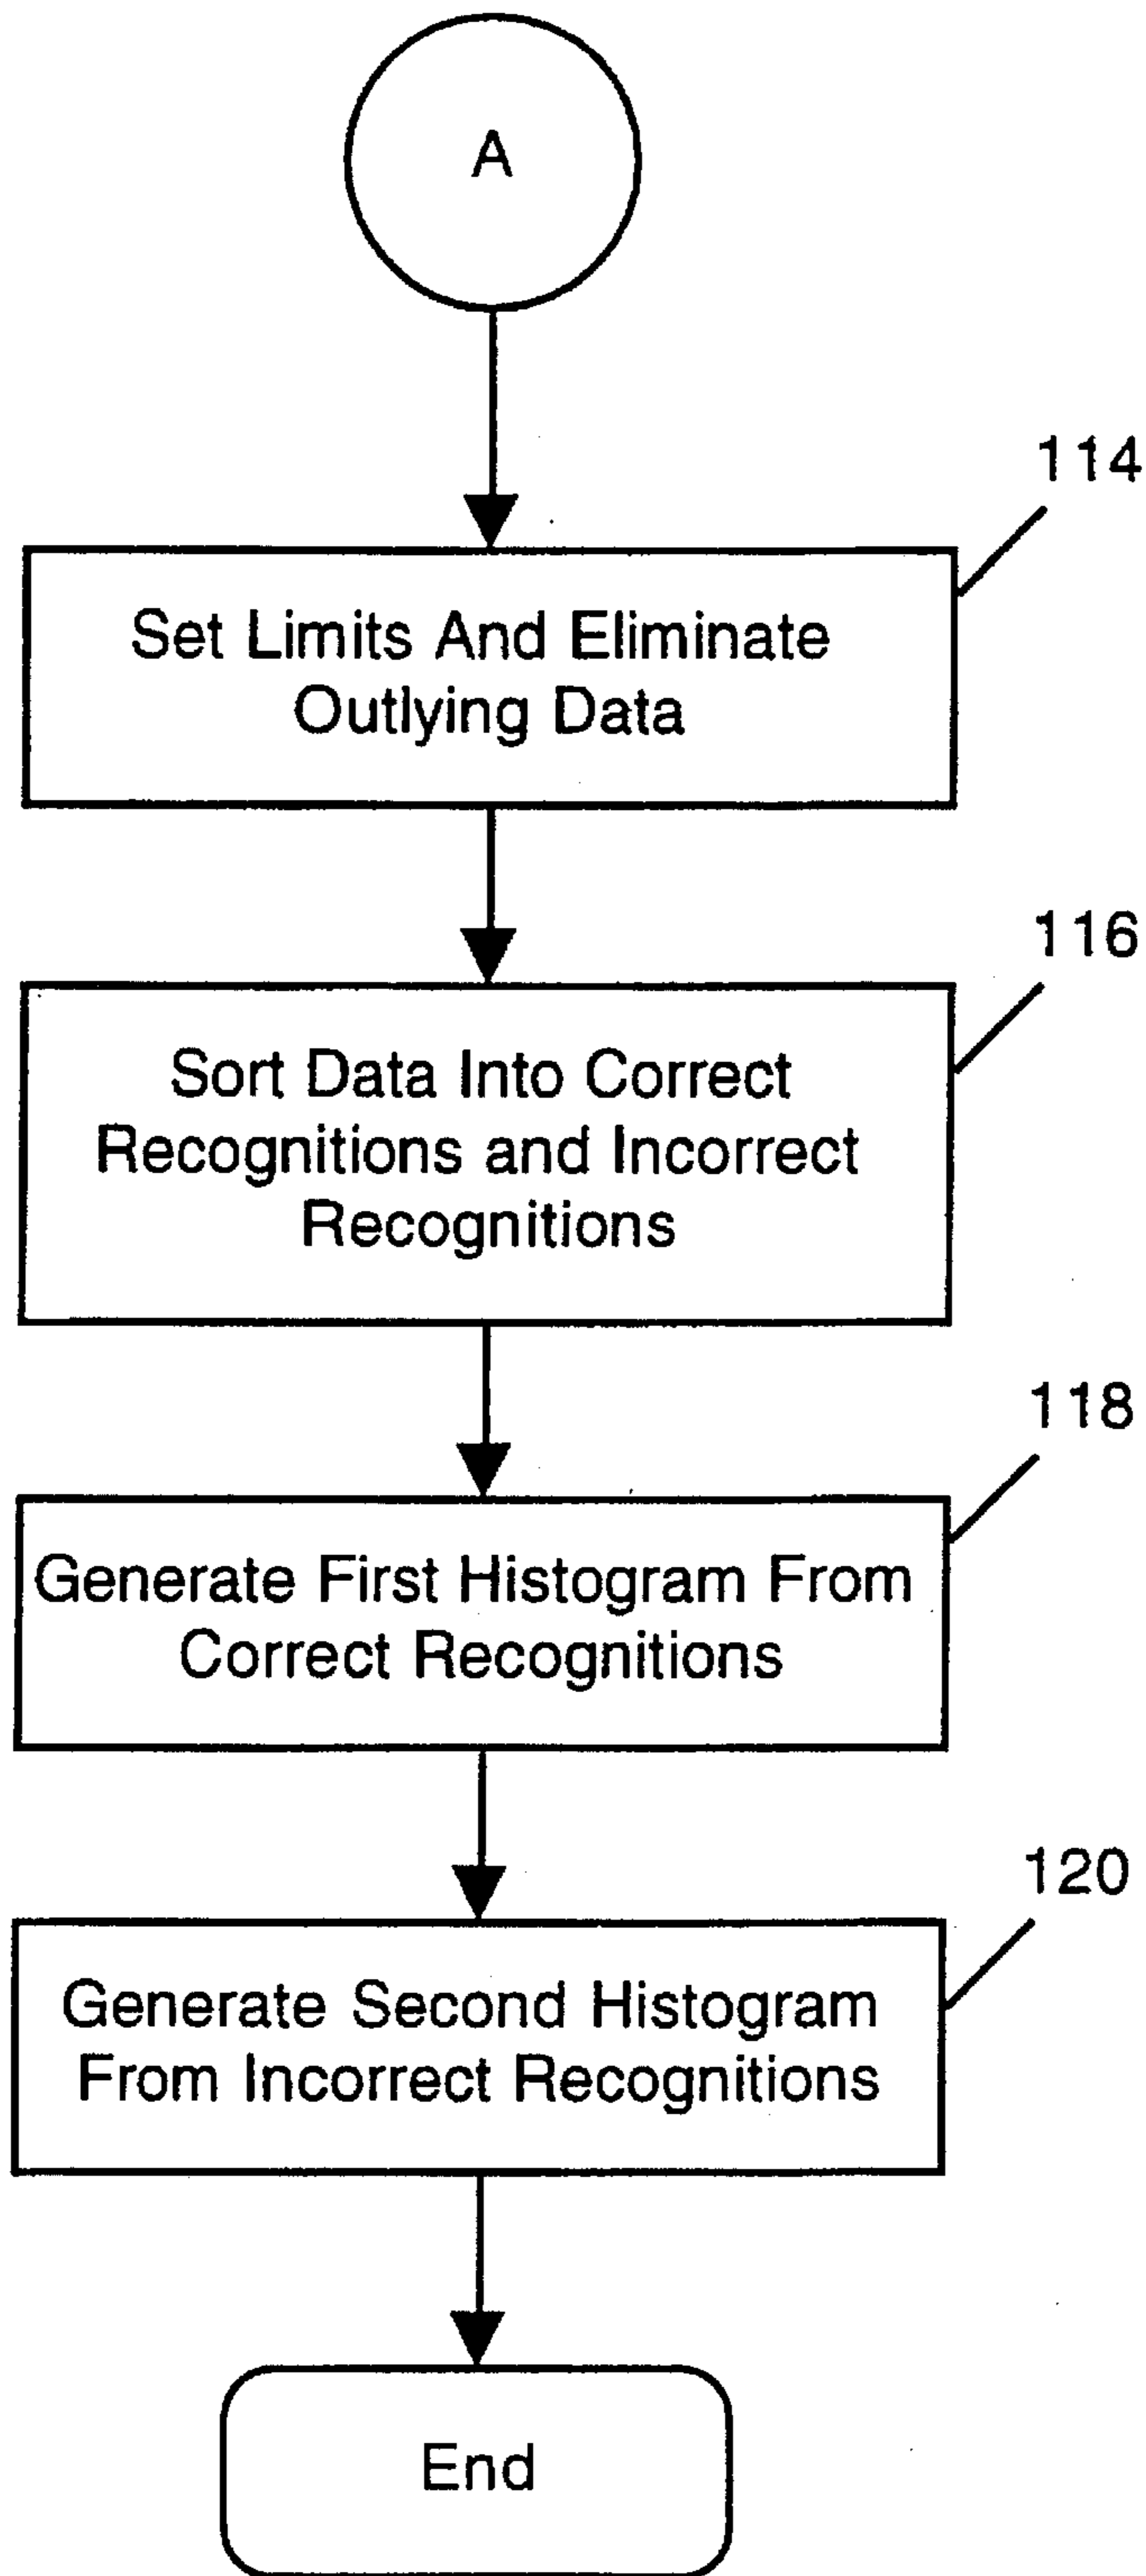 A
114
Set Limits And Eliminate
Outlying Data
116
Sort Data Into Correct
Recognitions and Incorrect
Recognitions
118
Generate First Histogram From
Correct Recognitions
120
Generate Second Histogram
From Incorrect Recognitions
End